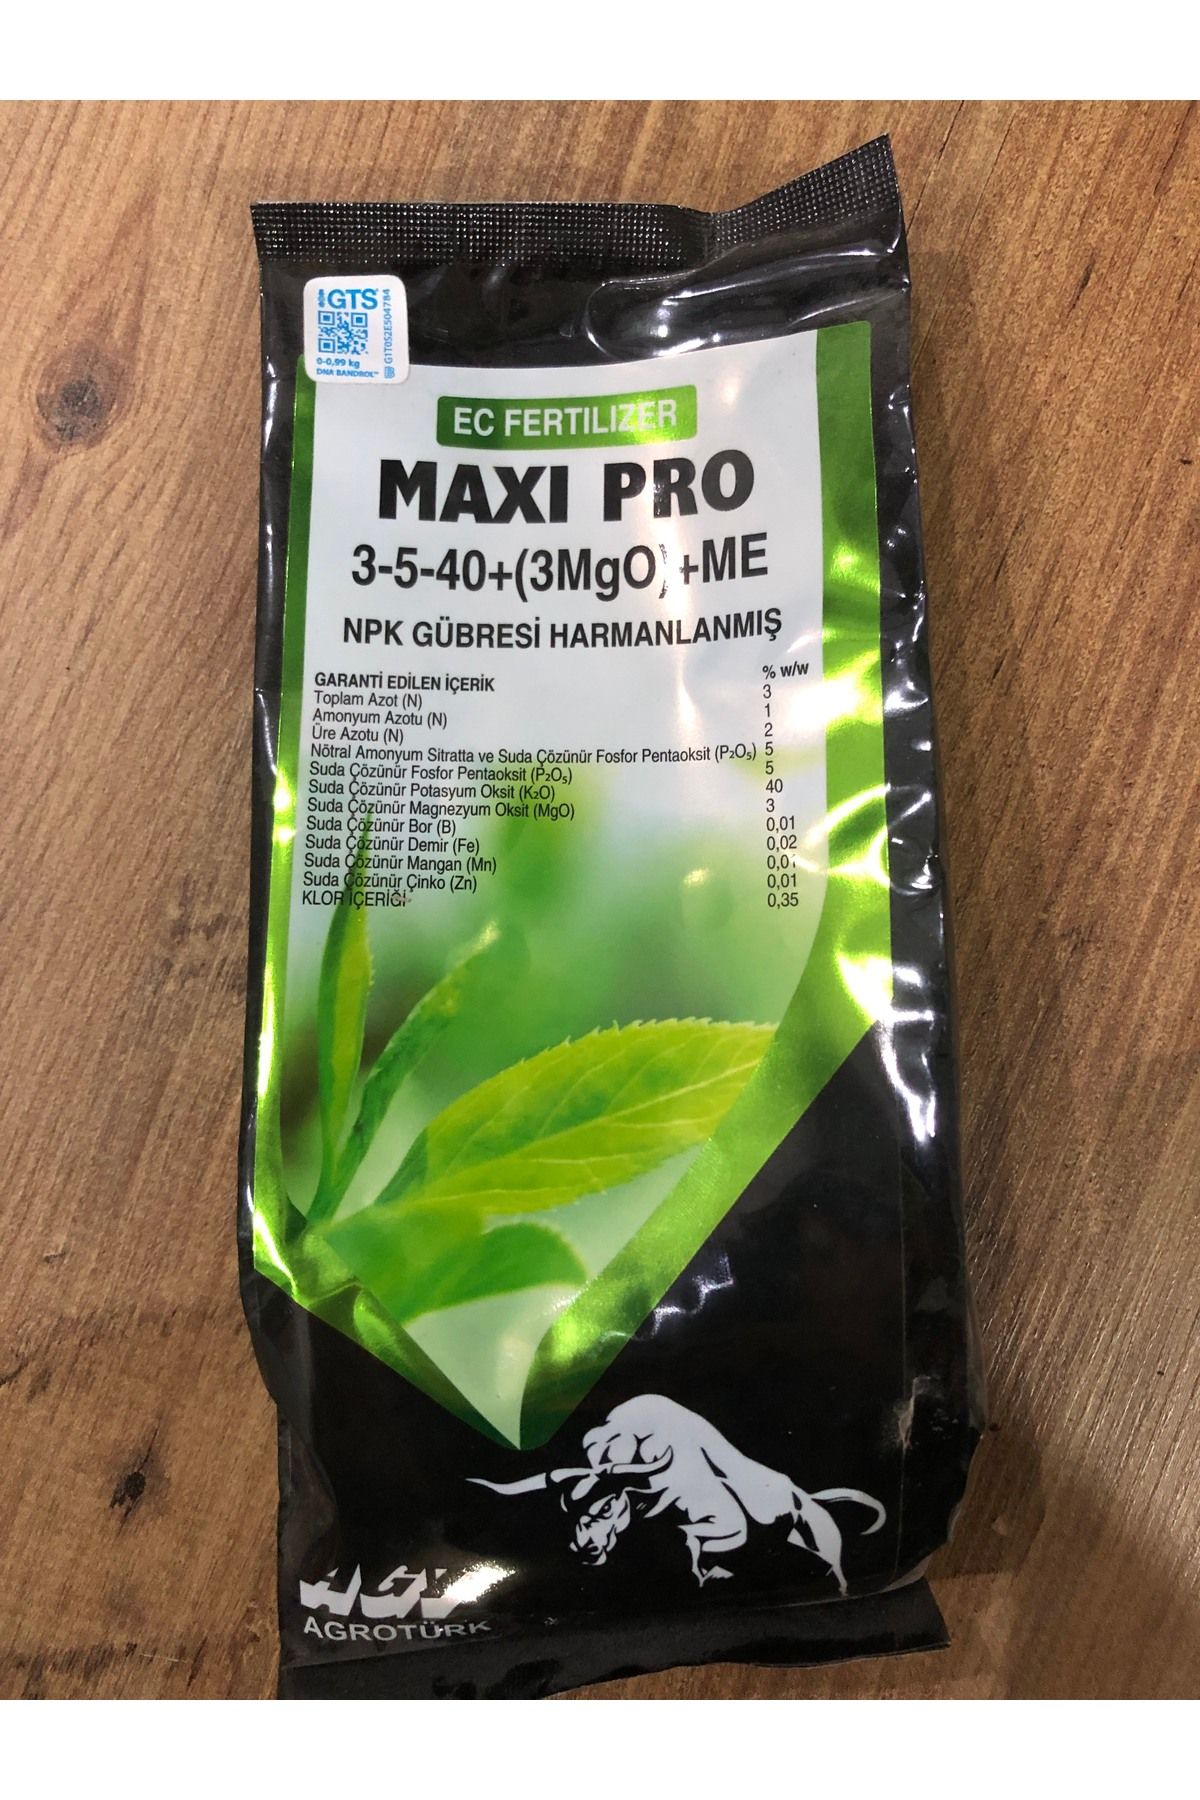 GTS
0-0,99 kg
DNA BANDROL™
G1T052E504784
EC FERTILIZER
MAXI PRO
3-5-40+(3MgO)+ME
NPK GÜBRESİ HARMANLANMIŞ
GARANTİ EDİLEN İÇERİK % w/w
Toplam Azot (N) 3
Amonyum Azotu (N) 1
Üre Azotu (N) 2
Nötral Amonyum Sitratta ve Suda Çözünür Fosfor Pentaoksit (P₂O₅) 5
Suda Çözünür Fosfor Pentaoksit (P₂O₅) 5
Suda Çözünür Potasyum Oksit (K₂O) 40
Suda Çözünür Magnezyum Oksit (MgO) 3
Suda Çözünür Bor (B) 0,01
Suda Çözünür Demir (Fe) 0,02
Suda Çözünür Mangan (Mn) 0,01
Suda Çözünür Çinko (Zn) 0,01
KLOR İÇERİĞİ 0,35
AGROTÜRK